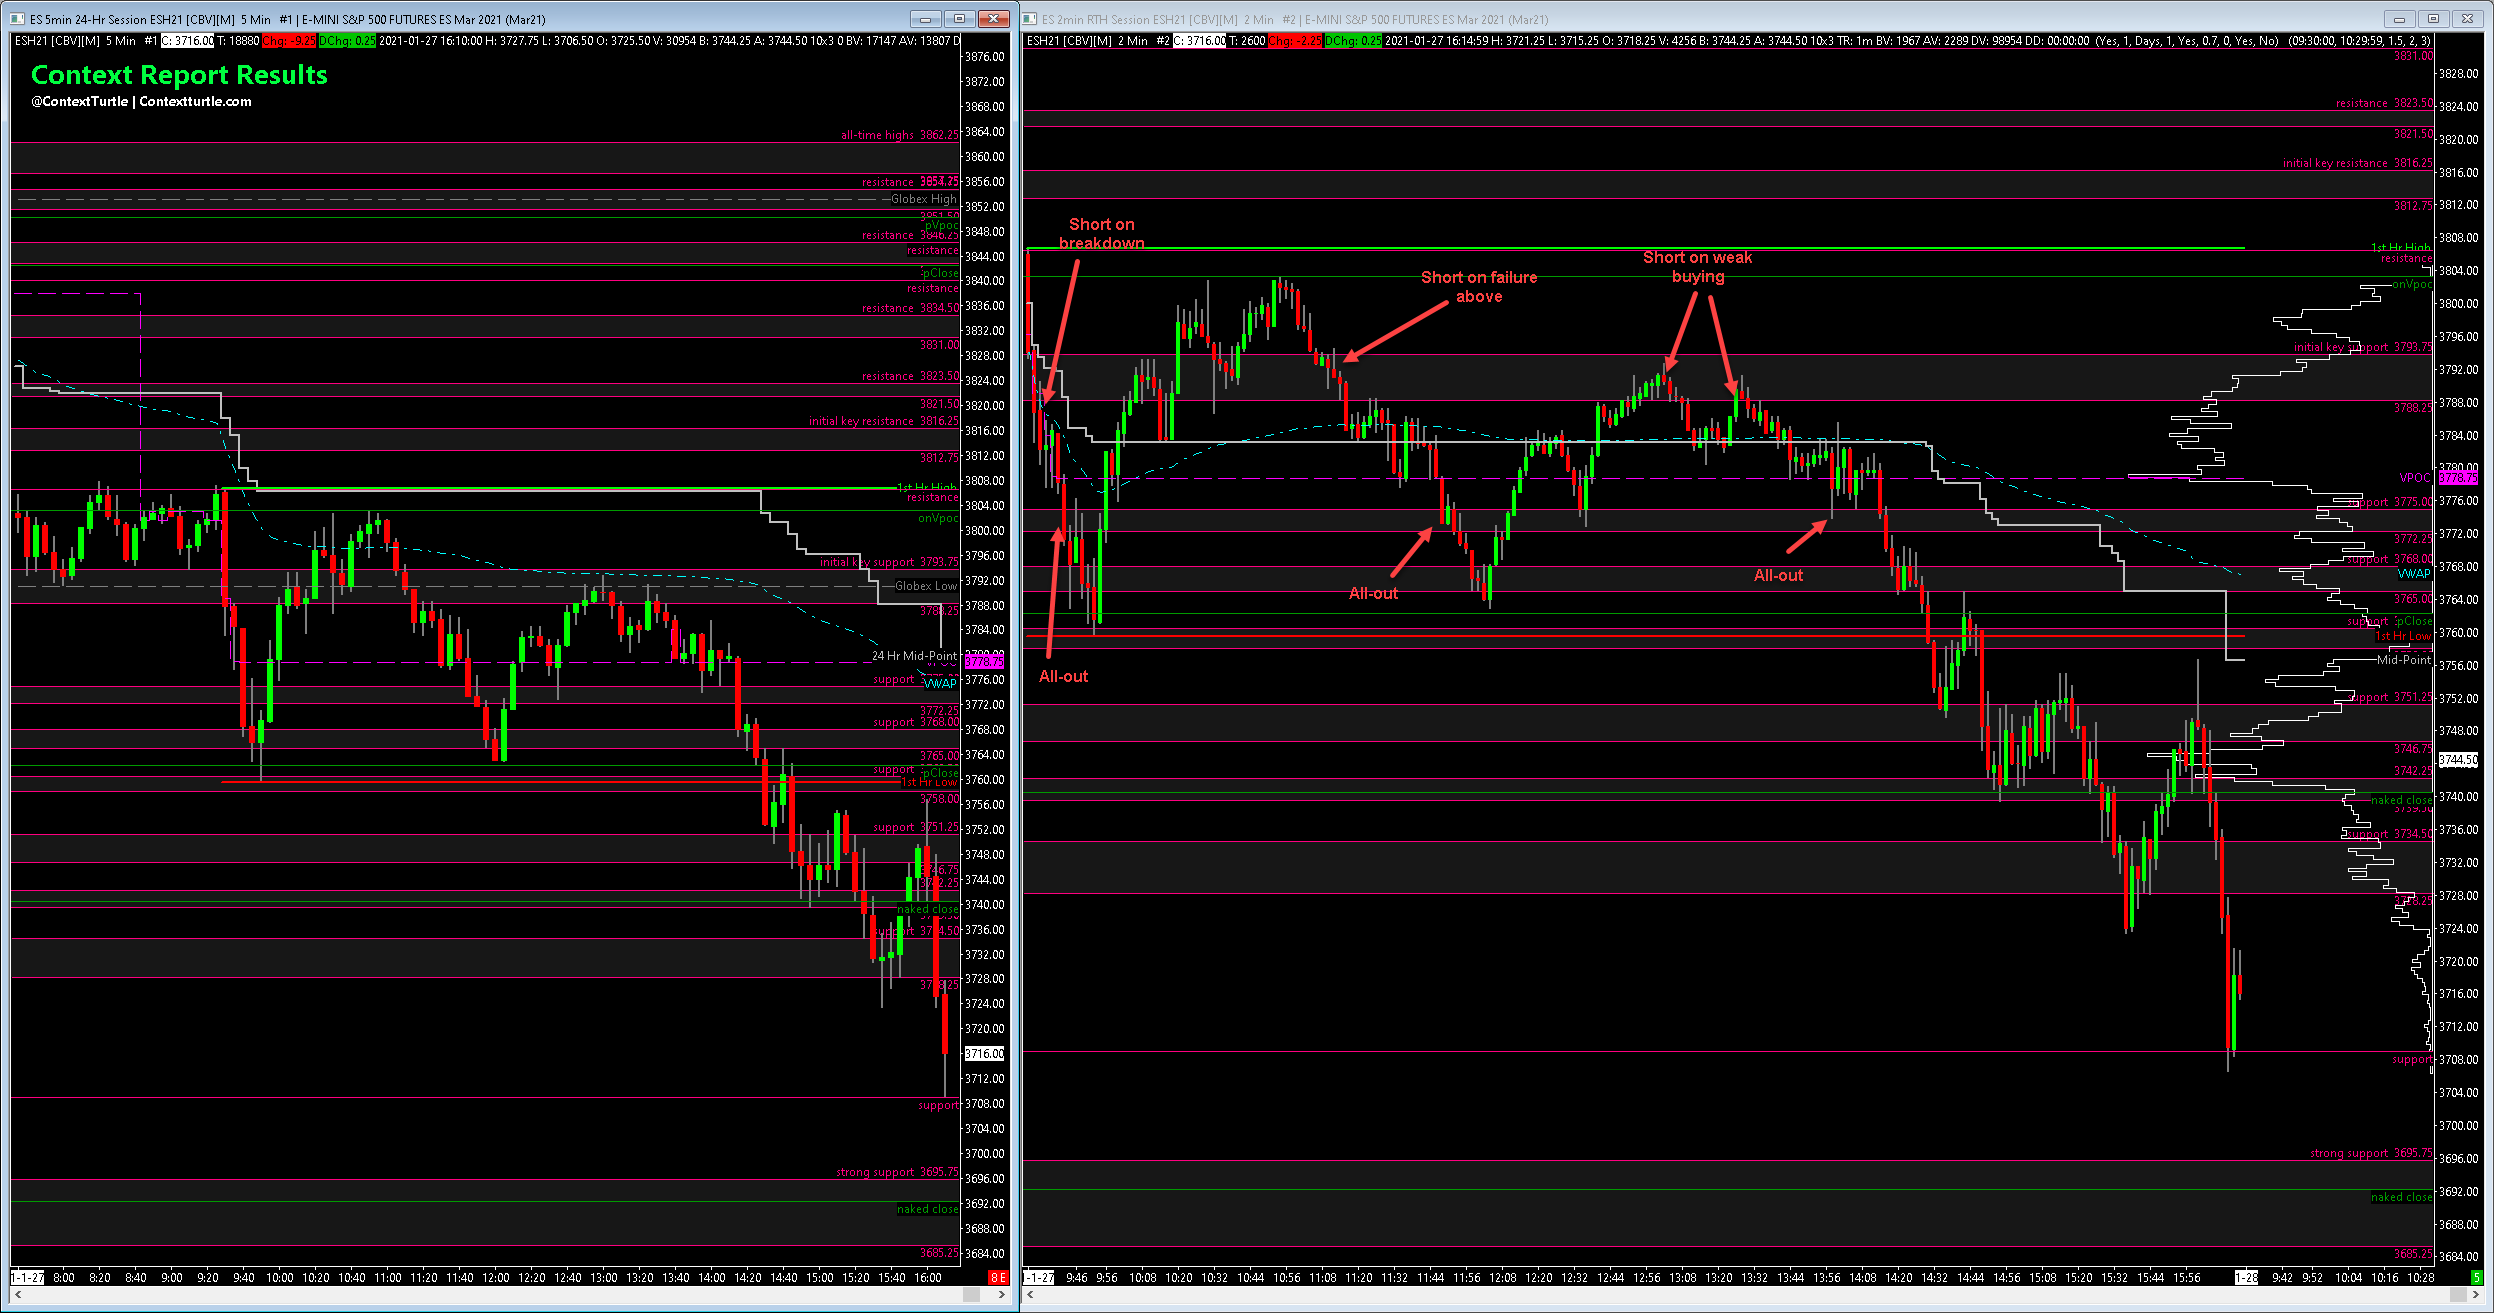 ES 5min 24-Hr Session ESH21 [CBV][M] 5 Min #1 | E-MINI S&P 500 FUTURES ES Mar 2021 (Mar21)
ESH21 [CBV][M] 5 Min #1 C: 3716.00 T: 18880 Chg: -9.25 DChg: 0.25 2021-01-27 16:10:00 H: 3727.75 L: 3706.50 O: 3725.50 V: 30954 B: 3744.25 A: 3744.50 10x3 0 BV: 17147 AV: 13807 D
Context Report Results
@ContextTurtle | Contextturtle.com
all-time highs 3862.25
resistance
Globex High
3851.50
pVpoc
resistance 3846.25
resistance
pClose
resistance
resistance 3834.50
3831.00
resistance 3823.50
3821.50
initial key resistance 3816.25
3812.75
1st Hr High
resistance
onVpoc
initial key support 3793.75
Globex Low
3788.25
24 Hr Mid-Point
3778.75
support
VWAP
3772.25
support 3768.00
3765.00
support
pClose
1st Hr Low
3758.00
support 3751.25
3746.75
3742.25
naked close
support 3734.50
3728.25
support
strong support 3695.75
naked close
3685.25
3876.00
3872.00
3868.00
3864.00
3860.00
3856.00
3852.00
3848.00
3844.00
3840.00
3836.00
3832.00
3828.00
3824.00
3820.00
3816.00
3812.00
3808.00
3804.00
3800.00
3796.00
3792.00
3788.00
3784.00
3776.00
3772.00
3768.00
3764.00
3760.00
3756.00
3752.00
3748.00
3744.00
3740.00
3736.00
3732.00
3728.00
3724.00
3720.00
3716.00
3712.00
3708.00
3704.00
3700.00
3696.00
3692.00
3688.00
3684.00
1-1-27 8:00 8:20 8:40 9:00 9:20 9:40 10:00 10:20 10:40 11:00 11:20 11:40 12:00 12:20 12:40 13:00 13:20 13:40 14:00 14:20 14:40 15:00 15:20 15:40 16:00 8 E
ES 2min RTH Session ESH21 [CBV][M] 2 Min #2 | E-MINI S&P 500 FUTURES ES Mar 2021 (Mar21)
ESH21 [CBV][M] 2 Min #2 C: 3716.00 T: 2600 Chg: -2.25 DChg: 0.25 2021-01-27 16:14:59 H: 3721.25 L: 3715.25 O: 3718.25 V: 4256 B: 3744.25 A: 3744.50 10x3 TR: 1m BV: 1967 AV: 2289 DV: 98954 DD: 00:00:00 (Yes, 1, Days, 1, Yes, 0.7, 0, Yes, No) (09:30:00, 10:29:59, 1.5, 2, 3)
3831.00
resistance 3823.50
3821.50
initial key resistance 3816.25
3812.75
Short on
breakdown
Short on failure
above
Short on weak
buying
1st Hr High
resistance
onVpoc
initial key support 3793.75
3788.25
VPOC 3778.75
support 3775.00
3772.25
support 3768.00
VWAP
All-out
All-out
All-out
3765.00
support
pClose
1st Hr Low
Mid-Point
support 3751.25
3746.75
3744.50
3742.25
naked close
support 3734.50
3728.25
support
strong support 3695.75
naked close
3685.25
3828.00
3824.00
3820.00
3816.00
3812.00
3808.00
3804.00
3800.00
3796.00
3792.00
3788.00
3784.00
3780.00
3776.00
3772.00
3768.00
3764.00
3760.00
3756.00
3752.00
3748.00
3740.00
3736.00
3732.00
3728.00
3724.00
3720.00
3716.00
3712.00
3708.00
3704.00
3700.00
3696.00
3692.00
3688.00
3684.00
1-1-27 9:46 9:56 10:08 10:20 10:32 10:44 10:56 11:08 11:20 11:32 11:44 11:56 12:08 12:20 12:32 12:44 12:56 13:08 13:20 13:32 13:44 13:56 14:08 14:20 14:32 14:44 14:56 15:08 15:20 15:32 15:44 15:56 1-28 9:42 9:52 10:04 10:16 10:28 5